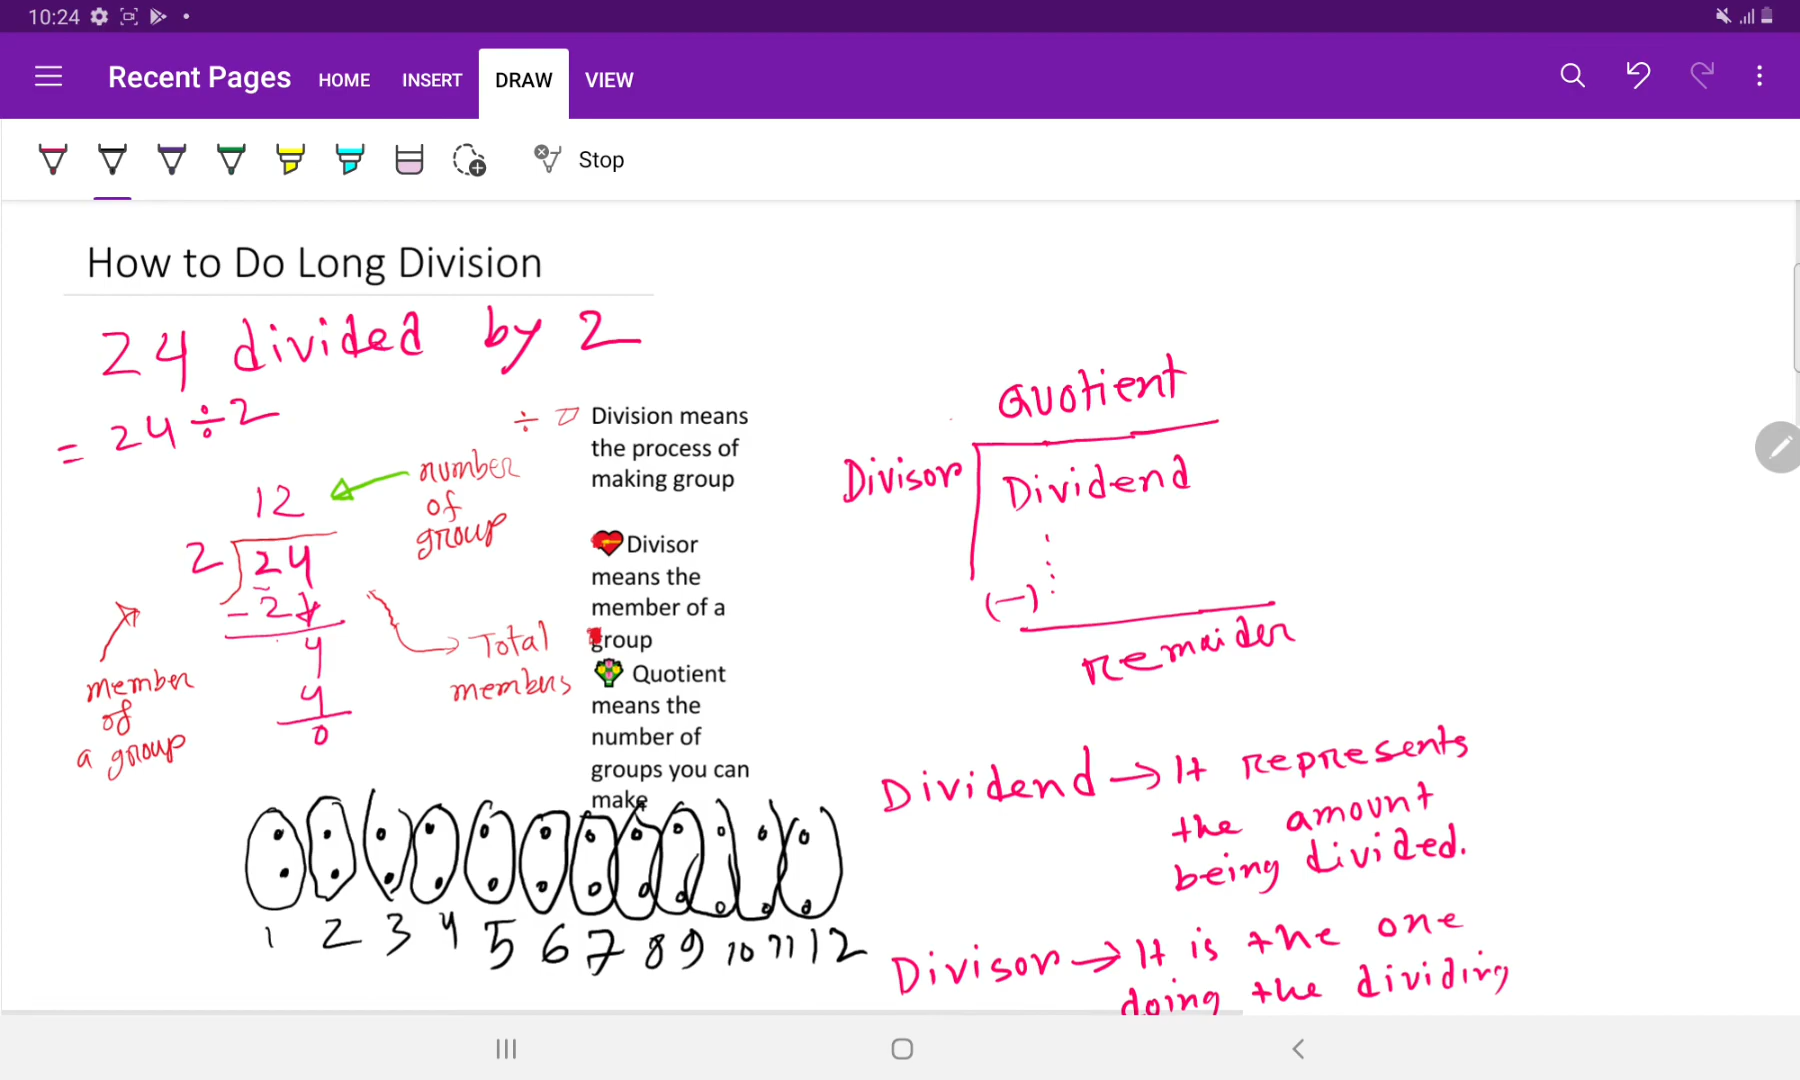 10:24
Recent Pages HOME INSERT DRAW VIEW
Stop
How to Do Long Division
24 divided by 2
= 24 ÷ 2
÷ Division means
the process of
making group
number
of
group
12
2 24
- 2 ↓
4
4
0
Total
members
member
of
a group
Divisor
means the
member of a
group
Quotient
means the
number of
groups you can
make
1 2 3 4 5 6 7 8 9 10 11 12
Quotient
Divisor Dividend
(−)
remaider
Dividend → It represents
the amount
being divided.
Divisor → It is the one
doing the dividing